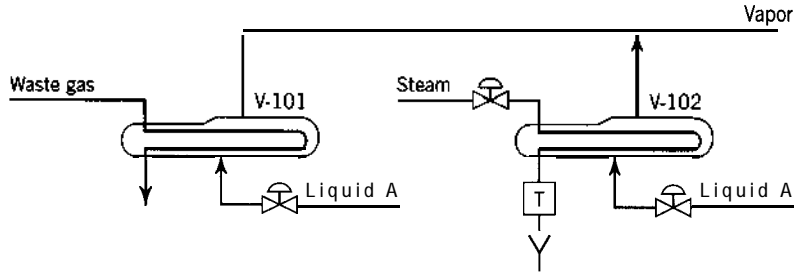 Vapor
Waste gas
V-101
Steam
V-102
Liquid A
Liquid A
T